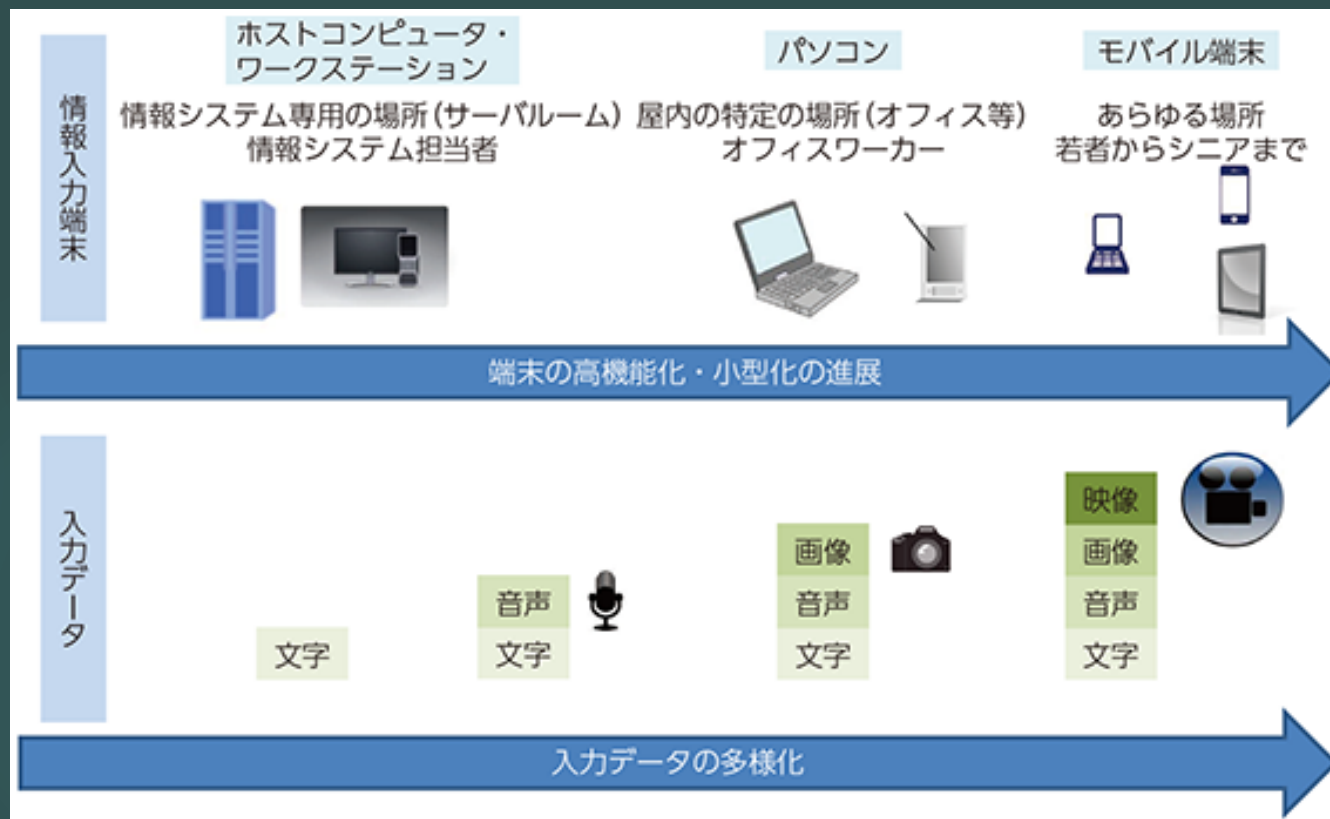 情報入力端末
ホストコンピュータ・
ワークステーション
情報システム専用の場所(サーバルーム)
情報システム担当者
パソコン
屋内の特定の場所(オフィス等)
オフィスワーカー
モバイル端末
あらゆる場所
若者からシニアまで
端末の高機能化・小型化の進展
入力データ
文字
音声
文字
画像
音声
文字
映像
画像
音声
文字
入力データの多様化